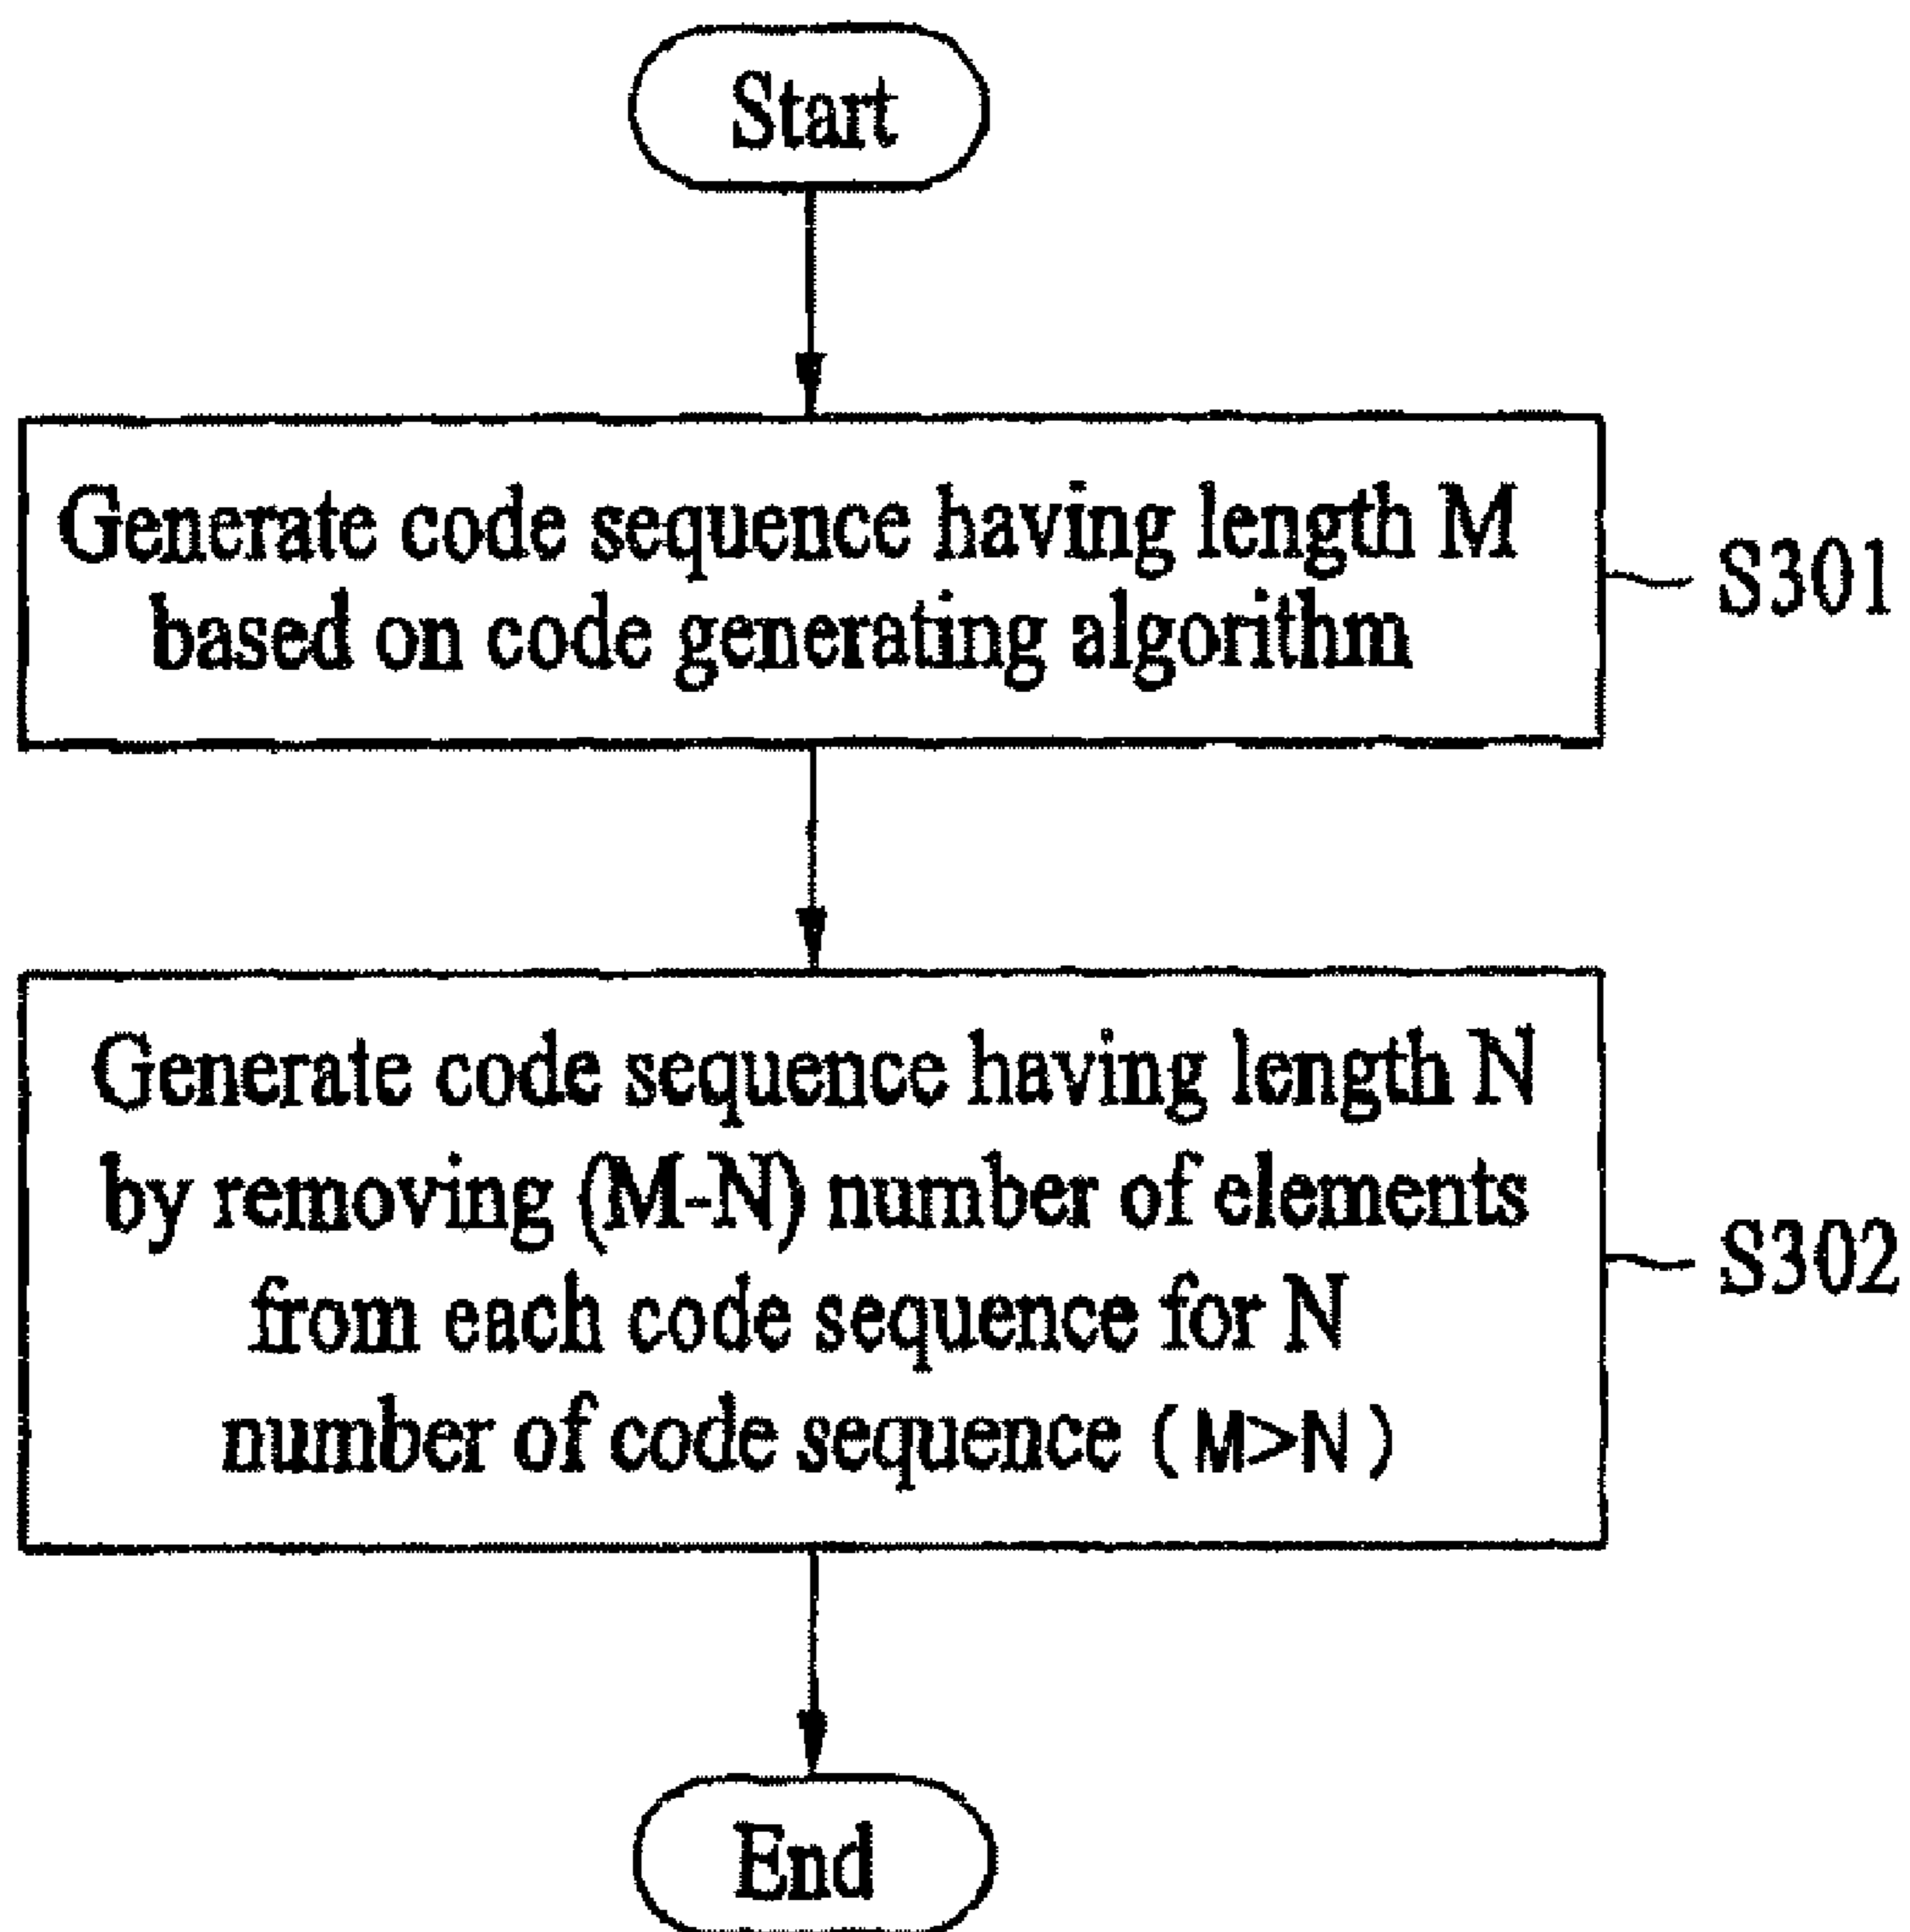 Start
Generate code sequence having length M
based on code generating algorithm
S301
Generate code sequence having length N
by removing (M-N) number of elements
from each code sequence for N
number of code sequence (M>N)
S302
End